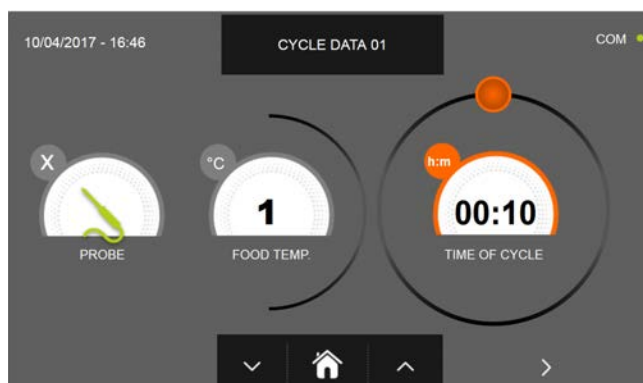 10/04/2017 - 16:46
CYCLE DATA 01
COM
X
PROBE
°C
1
FOOD TEMP.
h:m
00:10
TIME OF CYCLE